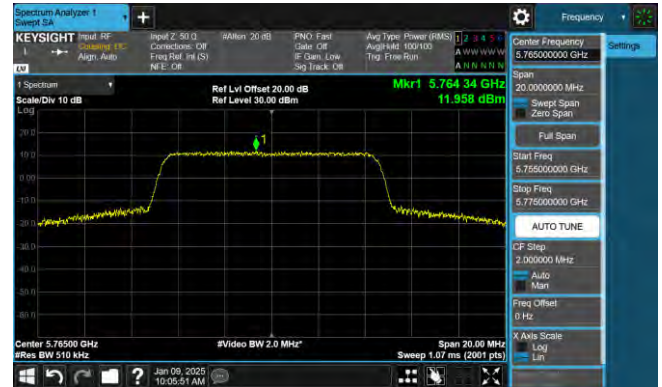 Spectrum Analyzer 1
Swept SA
Frequency
KEYSIGHT
Input: RF
Coupling: DC
Align: Auto
Input Z: 50 Ω
Corrections: Off
Freq Ref: Int (S)
NFE: Off
#Atten: 20 dB
PNO: Fast
Gate: Off
IF Gain: Low
Sig Track: Off
Avg Type: Power (RMS)
Avg|Hold: 100/100
Trig: Free Run
1 2 3 4 5 6
A W W W W W
A N N N N N
L
LXI
1 Spectrum
Scale/Div 10 dB
Log
Ref Lvl Offset 20.00 dB
Ref Level 30.00 dBm
Mkr1 5.764 34 GHz
11.958 dBm
1
20.0
10.0
0.00
-10.0
-20.0
-30.0
-40.0
-50.0
-60.0
Center 5.76500 GHz
#Res BW 510 kHz
#Video BW 2.0 MHz*
Span 20.00 MHz
Sweep 1.07 ms (2001 pts)
Center Frequency
5.765000000 GHz
Settings
Span
20.0000000 MHz
Swept Span
Zero Span
Full Span
Start Freq
5.755000000 GHz
Stop Freq
5.775000000 GHz
AUTO TUNE
CF Step
2.000000 MHz
Auto
Man
Freq Offset
0 Hz
X Axis Scale
Log
Lin
Jan 09, 2025
10:05:51 AM